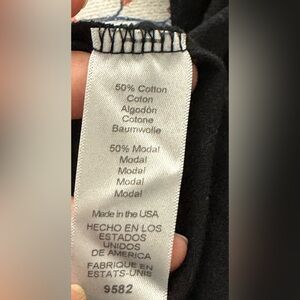 50% Cotton
Coton
Algodón
Cotone
Baumwolle
50% Modal
Modal
Modal
Modal
Modal
Made in the USA
HECHO EN LOS
ESTADOS
UNIDOS
DE AMERICA
FABRIQUE EN
ESTATS-UNIS
9582